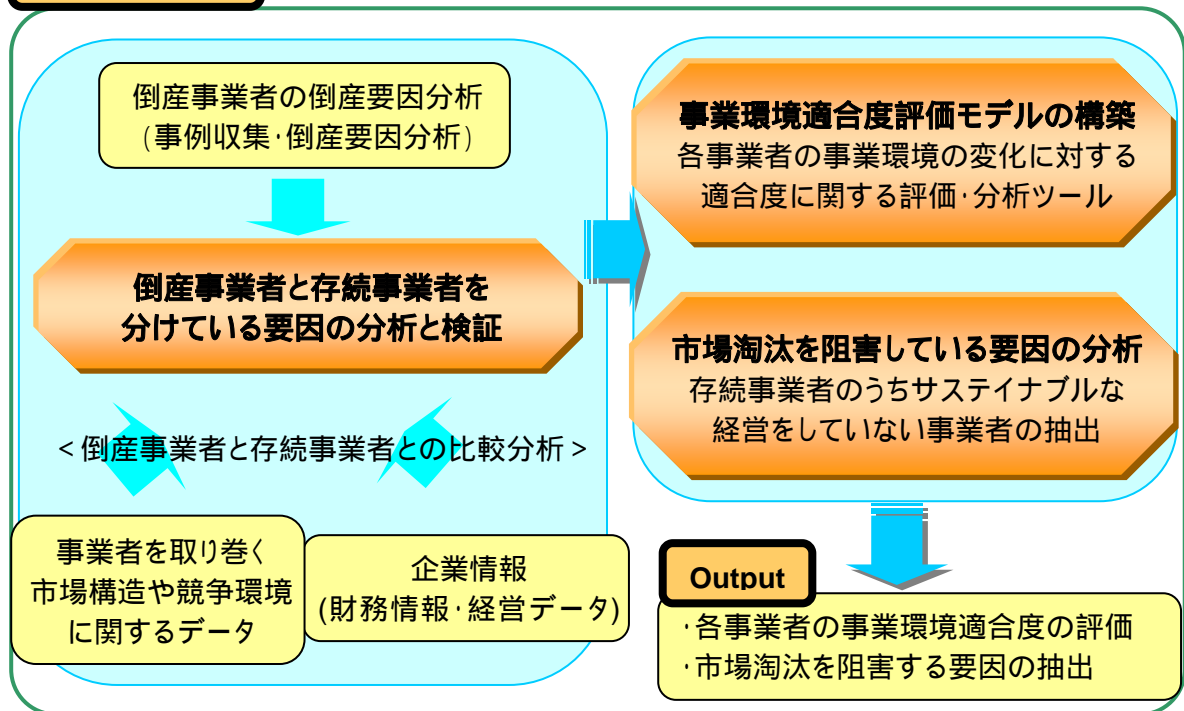 倒産事業者の倒産要因分析
(事例収集・倒産要因分析)
倒産事業者と存続事業者を
分けている要因の分析と検証
<倒産事業者と存続事業者との比較分析>
事業者を取り巻く
市場構造や競争環境
に関するデータ
企業情報
(財務情報・経営データ)
事業環境適合度評価モデルの構築
各事業者の事業環境の変化に対する
適合度に関する評価・分析ツール
市場淘汰を阻害している要因の分析
存続事業者のうちサステイナブルな
経営をしていない事業者の抽出
Output
・各事業者の事業環境適合度の評価
・市場淘汰を阻害する要因の抽出